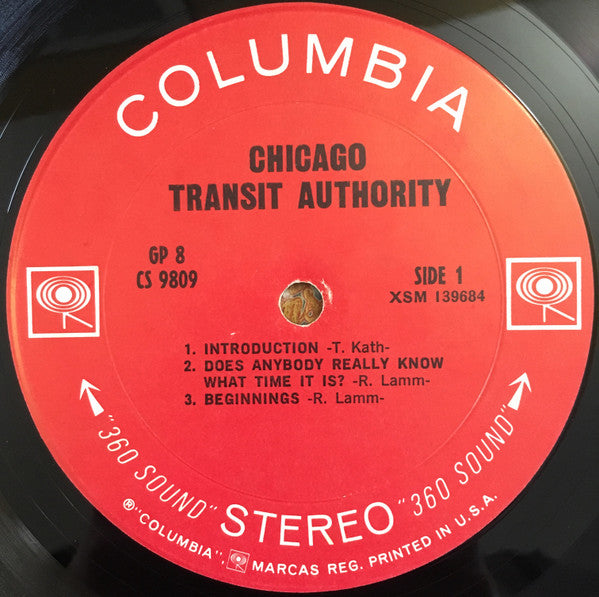 COLUMBIA
CHICAGO
TRANSIT AUTHORITY
GP 8
CS 9809
SIDE 1
XSM 139684
1. INTRODUCTION -T. Kath-
2. DOES ANYBODY REALLY KNOW
WHAT TIME IT IS? -R. Lamm-
3. BEGINNINGS -R. Lamm-
"360 SOUND" STEREO "360 SOUND"
Ⓡ"COLUMBIA", MARCAS REG. PRINTED IN U.S.A.